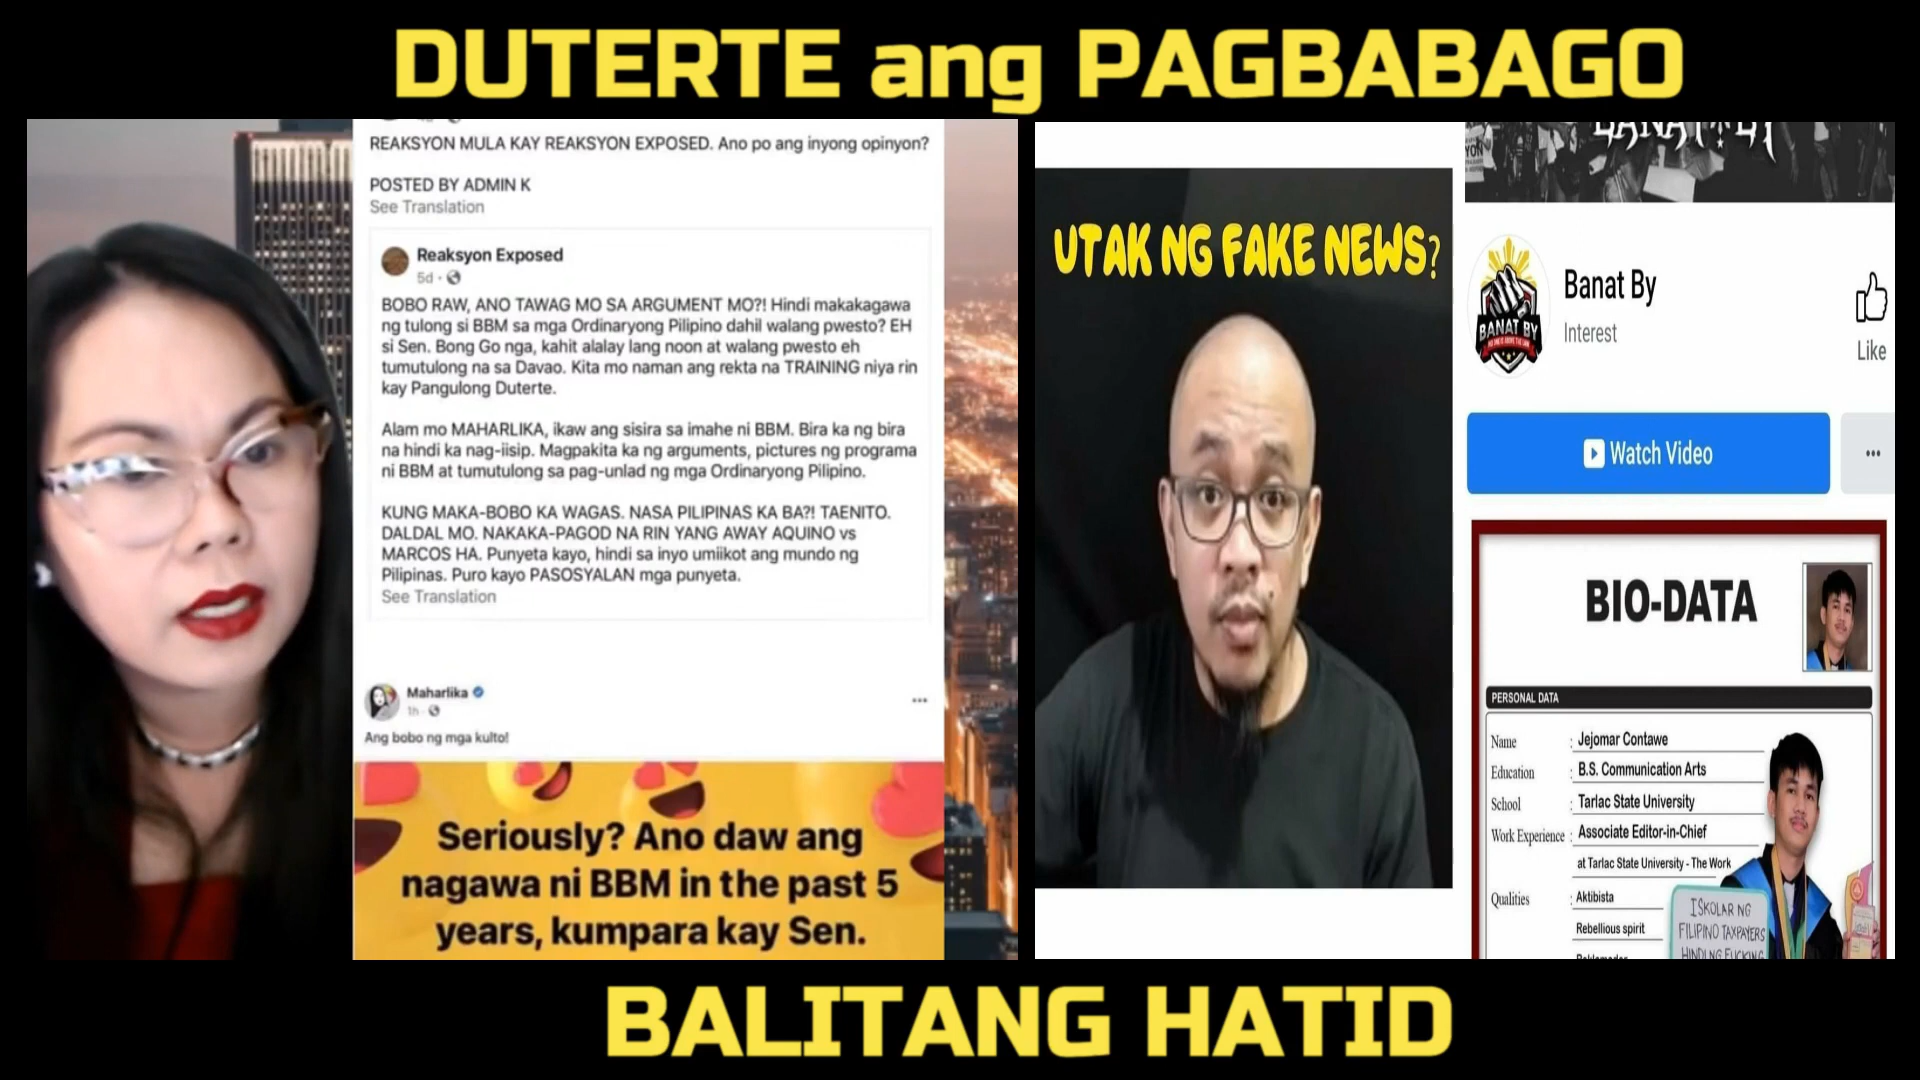 DUTERTE ang PAGBABAGO
REAKSYON MULA KAY REAKSYON EXPOSED. Ano po ang inyong opinyon?
POSTED BY ADMIN K
See Translation
Reaksyon Exposed
5d
BOBO RAW, ANO TAWAG MO SA ARGUMENT MO?! Hindi makakagawa
ng tulong si BBM sa mga Ordinaryong Pilipino dahil walang pwesto? EH
si Sen. Bong Go nga, kahit alalay lang noon at walang pwesto eh
tumutulong na sa Davao. Kita mo naman ang rekta na TRAINING niya rin
kay Pangulong Duterte.
Alam mo MAHARLIKA, ikaw ang sisira sa imahe ni BBM. Bira ka ng bira
na hindi ka nag-iisip. Magpakita ka ng arguments, pictures ng programa
ni BBM at tumutulong sa pag-unlad ng mga Ordinaryong Pilipino.
KUNG MAKA-BOBO KA WAGAS. NASA PILIPINAS KA BA?! TAENITO.
DALDAL MO. NAKAKA-PAGOD NA RIN YANG AWAY AQUINO vs
MARCOS HA. Punyeta kayo, hindi sa inyo umiikot ang mundo ng
Pilipinas. Puro kayo PASOSYALAN mga punyeta.
See Translation
Maharlika
1h
Ang bobo ng mga kulto!
Seriously? Ano daw ang
nagawa ni BBM in the past 5
years, kumpara kay Sen.
UTAK NG FAKE NEWS?
Banat By
Interest
BANAT BY
Like
Watch Video
BIO-DATA
PERSONAL DATA
Name : Jejomar Contawe
Education : B.S. Communication Arts
School : Tarlac State University
Work Experience : Associate Editor-in-Chief
at Tarlac State University - The Work
Qualities : Aktibista
Rebellious spirit
ISKOLAR NG
FILIPINO TAXPAYERS
HINDI NG FUCKING
BALITANG HATID